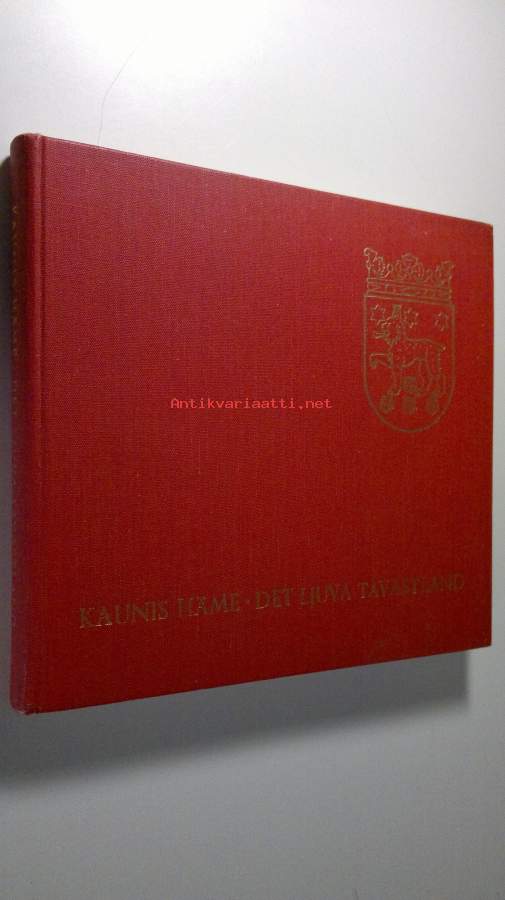 Antikvariaatti.net
KAUNIS HÄME · DET LJUVA TAVASTLAND